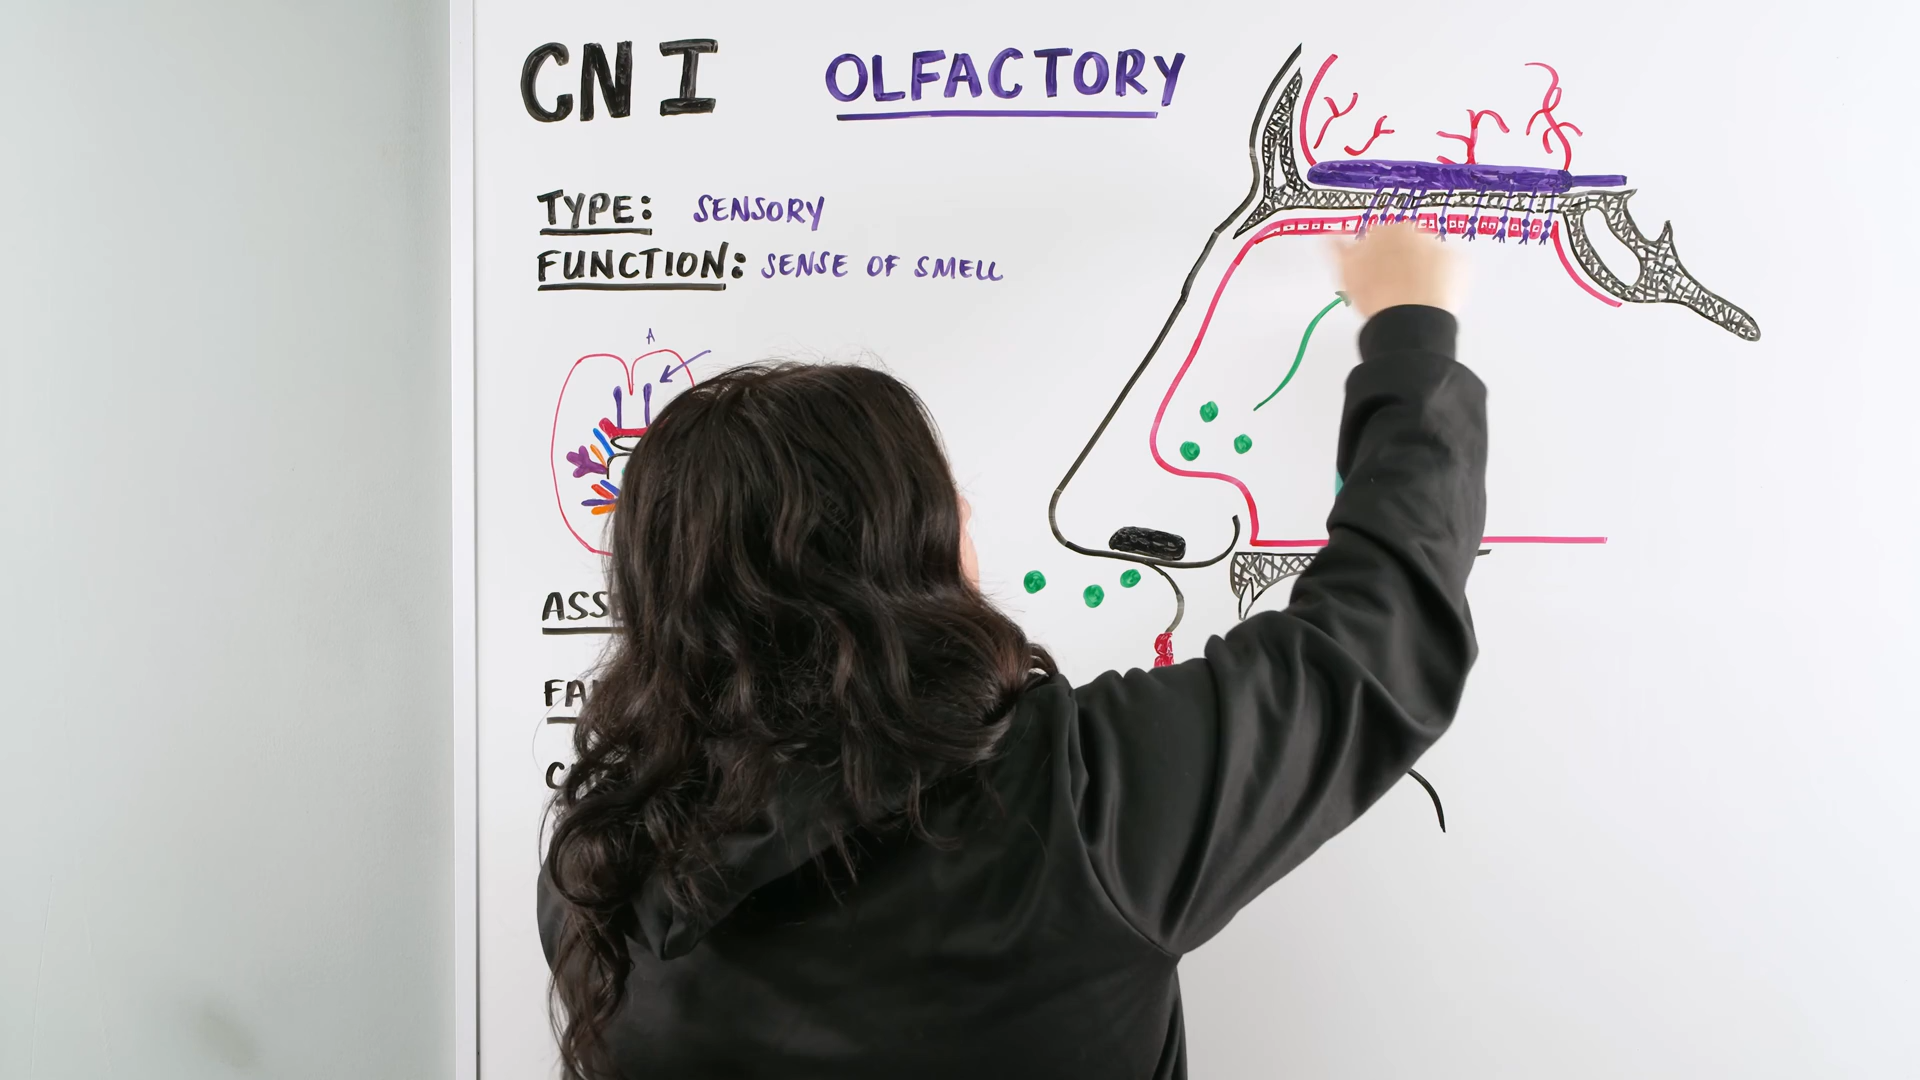 CN I OLFACTORY
TYPE: SENSORY
FUNCTION: SENSE OF SMELL
A